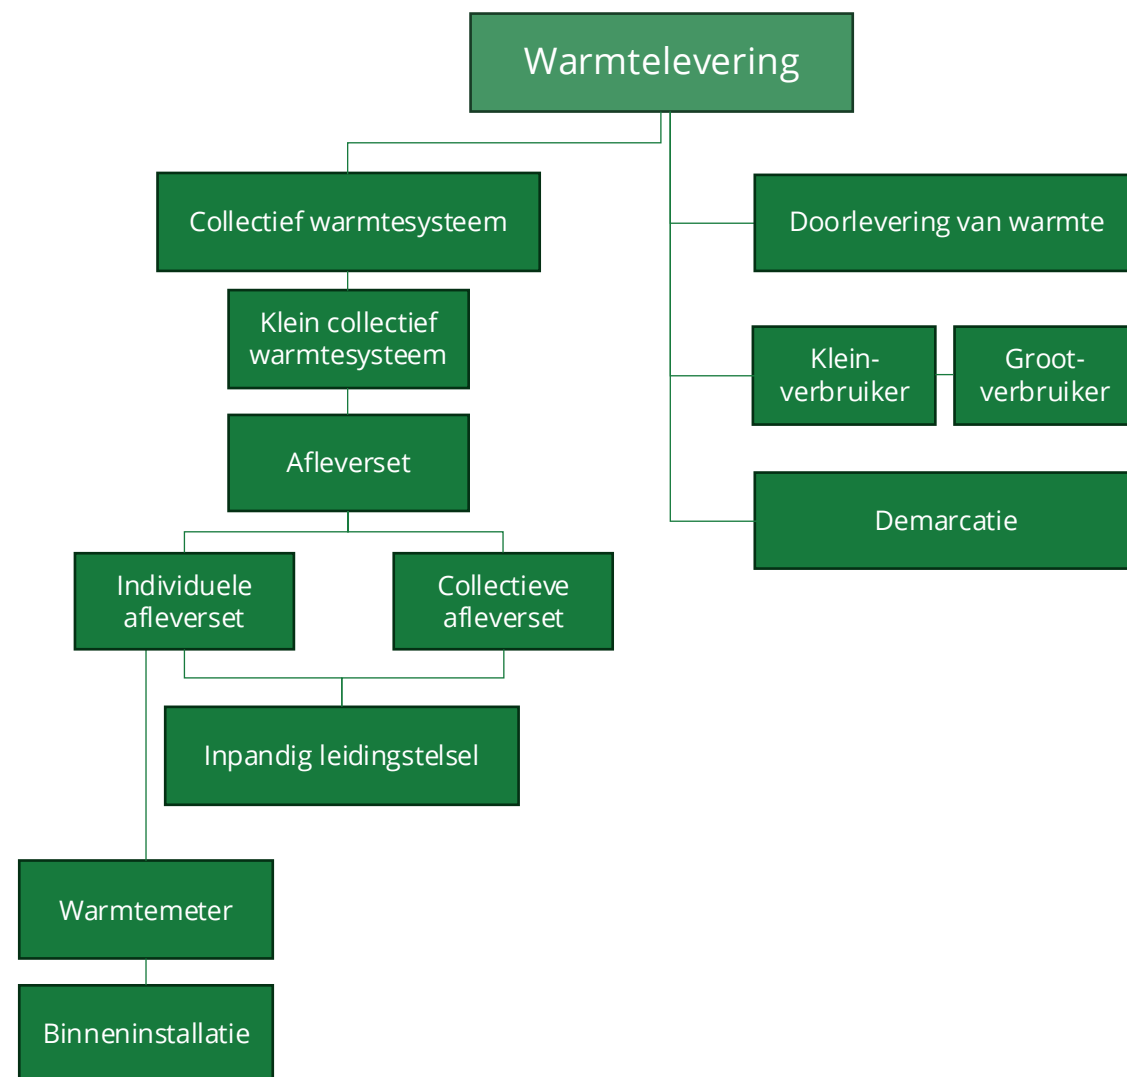 Warmtelevering
Collectief warmtesysteem
Doorlevering van warmte
Klein collectief
warmtesysteem
Klein-
verbruiker
Groot-
verbruiker
Afleverset
Demarcatie
Individuele
afleverset
Collectieve
afleverset
Inpandig leidingstelsel
Warmtemeter
Binneninstallatie